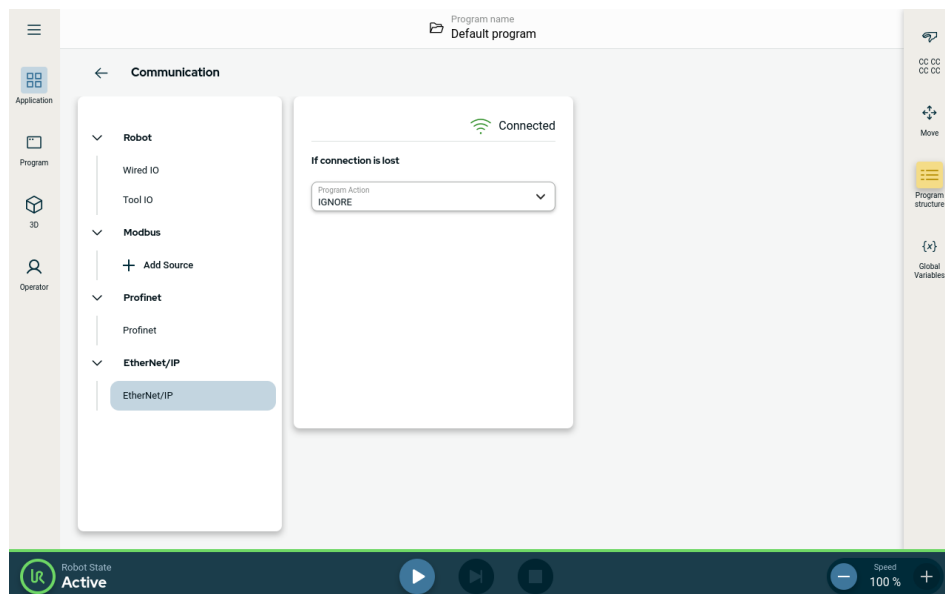 Program name
Default program
Application
Program
3D
Operator
Communication
Robot
Wired IO
Tool IO
Modbus
Add Source
Profinet
Profinet
EtherNet/IP
EtherNet/IP
Connected
If connection is lost
Program Action
IGNORE
CC CC
CC CC
Move
Program
structure
{x}
Global
Variables
UR
Robot State
Active
Speed
100 %